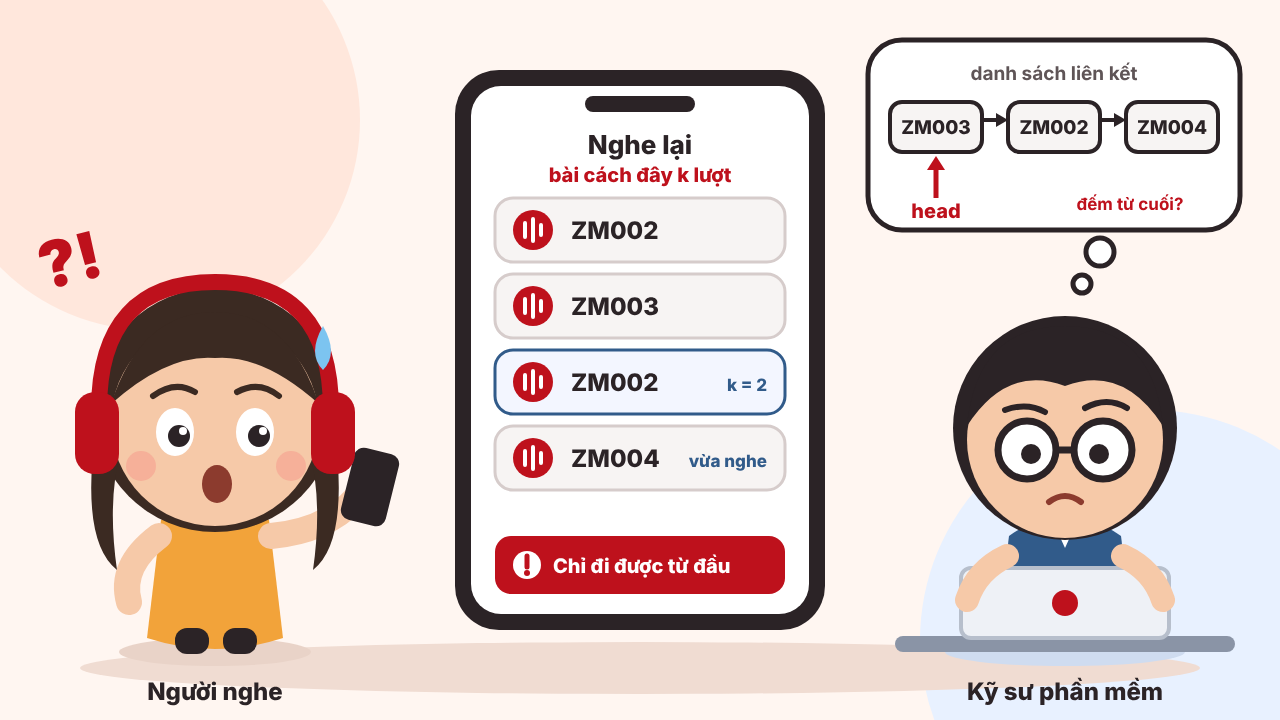 ?!
Nghe lại
bài cách đây k lượt
ZM002
ZM003
ZM002
k = 2
ZM004
vừa nghe
Chỉ đi được từ đầu
danh sách liên kết
ZM003
ZM002
ZM004
head
đếm từ cuối?
Người nghe
Kỹ sư phần mềm